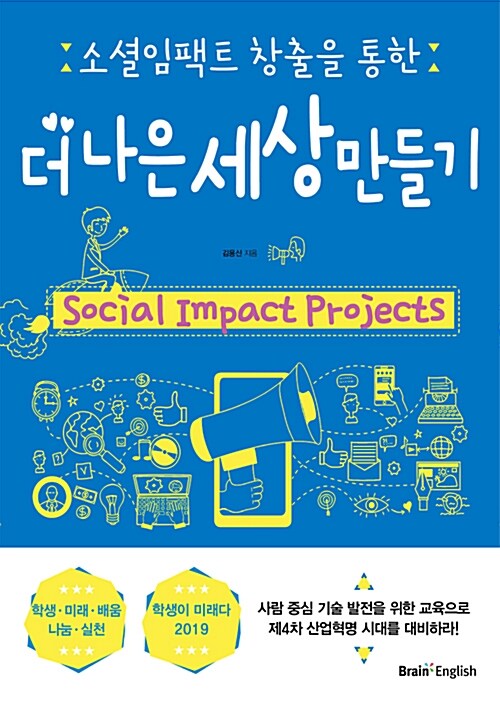 소셜임팩트 창출을 통한
더 나은 세상 만들기
김용신 지음
Social Impact Projects
학생·미래·배움
나눔·실천
학생이 미래다
2019
사람 중심 기술 발전을 위한 교육으로
제4차 산업혁명 시대를 대비하라!
Brain English